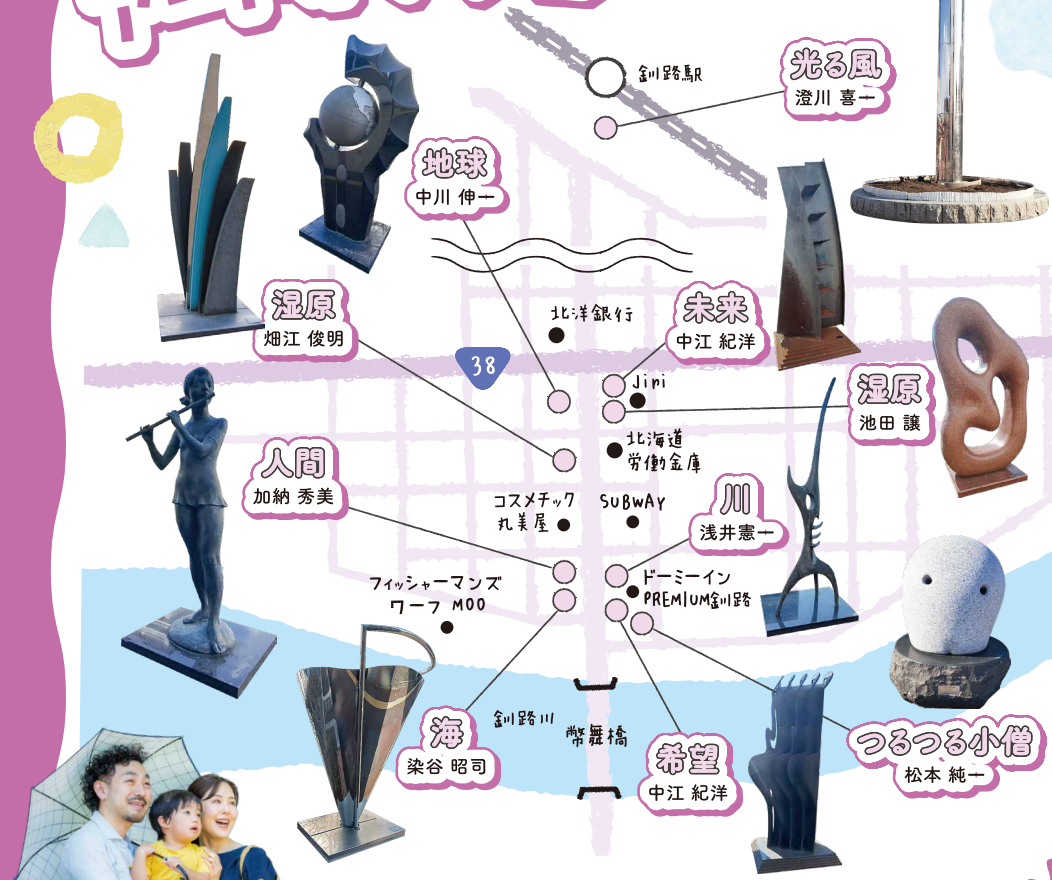 釧路駅
光る風
澄川 喜一
地球
中川 伸一
湿原
畑江 俊明
北洋銀行
未来
中江 紀洋
38
Jiri
湿原
池田 譲
北海道
労働金庫
人間
加納 秀美
コスメチック
丸美屋
SUBWAY
川
浅井憲一
フィッシャーマンズ
ワーフ MOO
ドーミーイン
PREMIUM釧路
海
染谷 昭司
釧路川
幣舞橋
希望
中江 紀洋
つるつる小僧
松本 純一